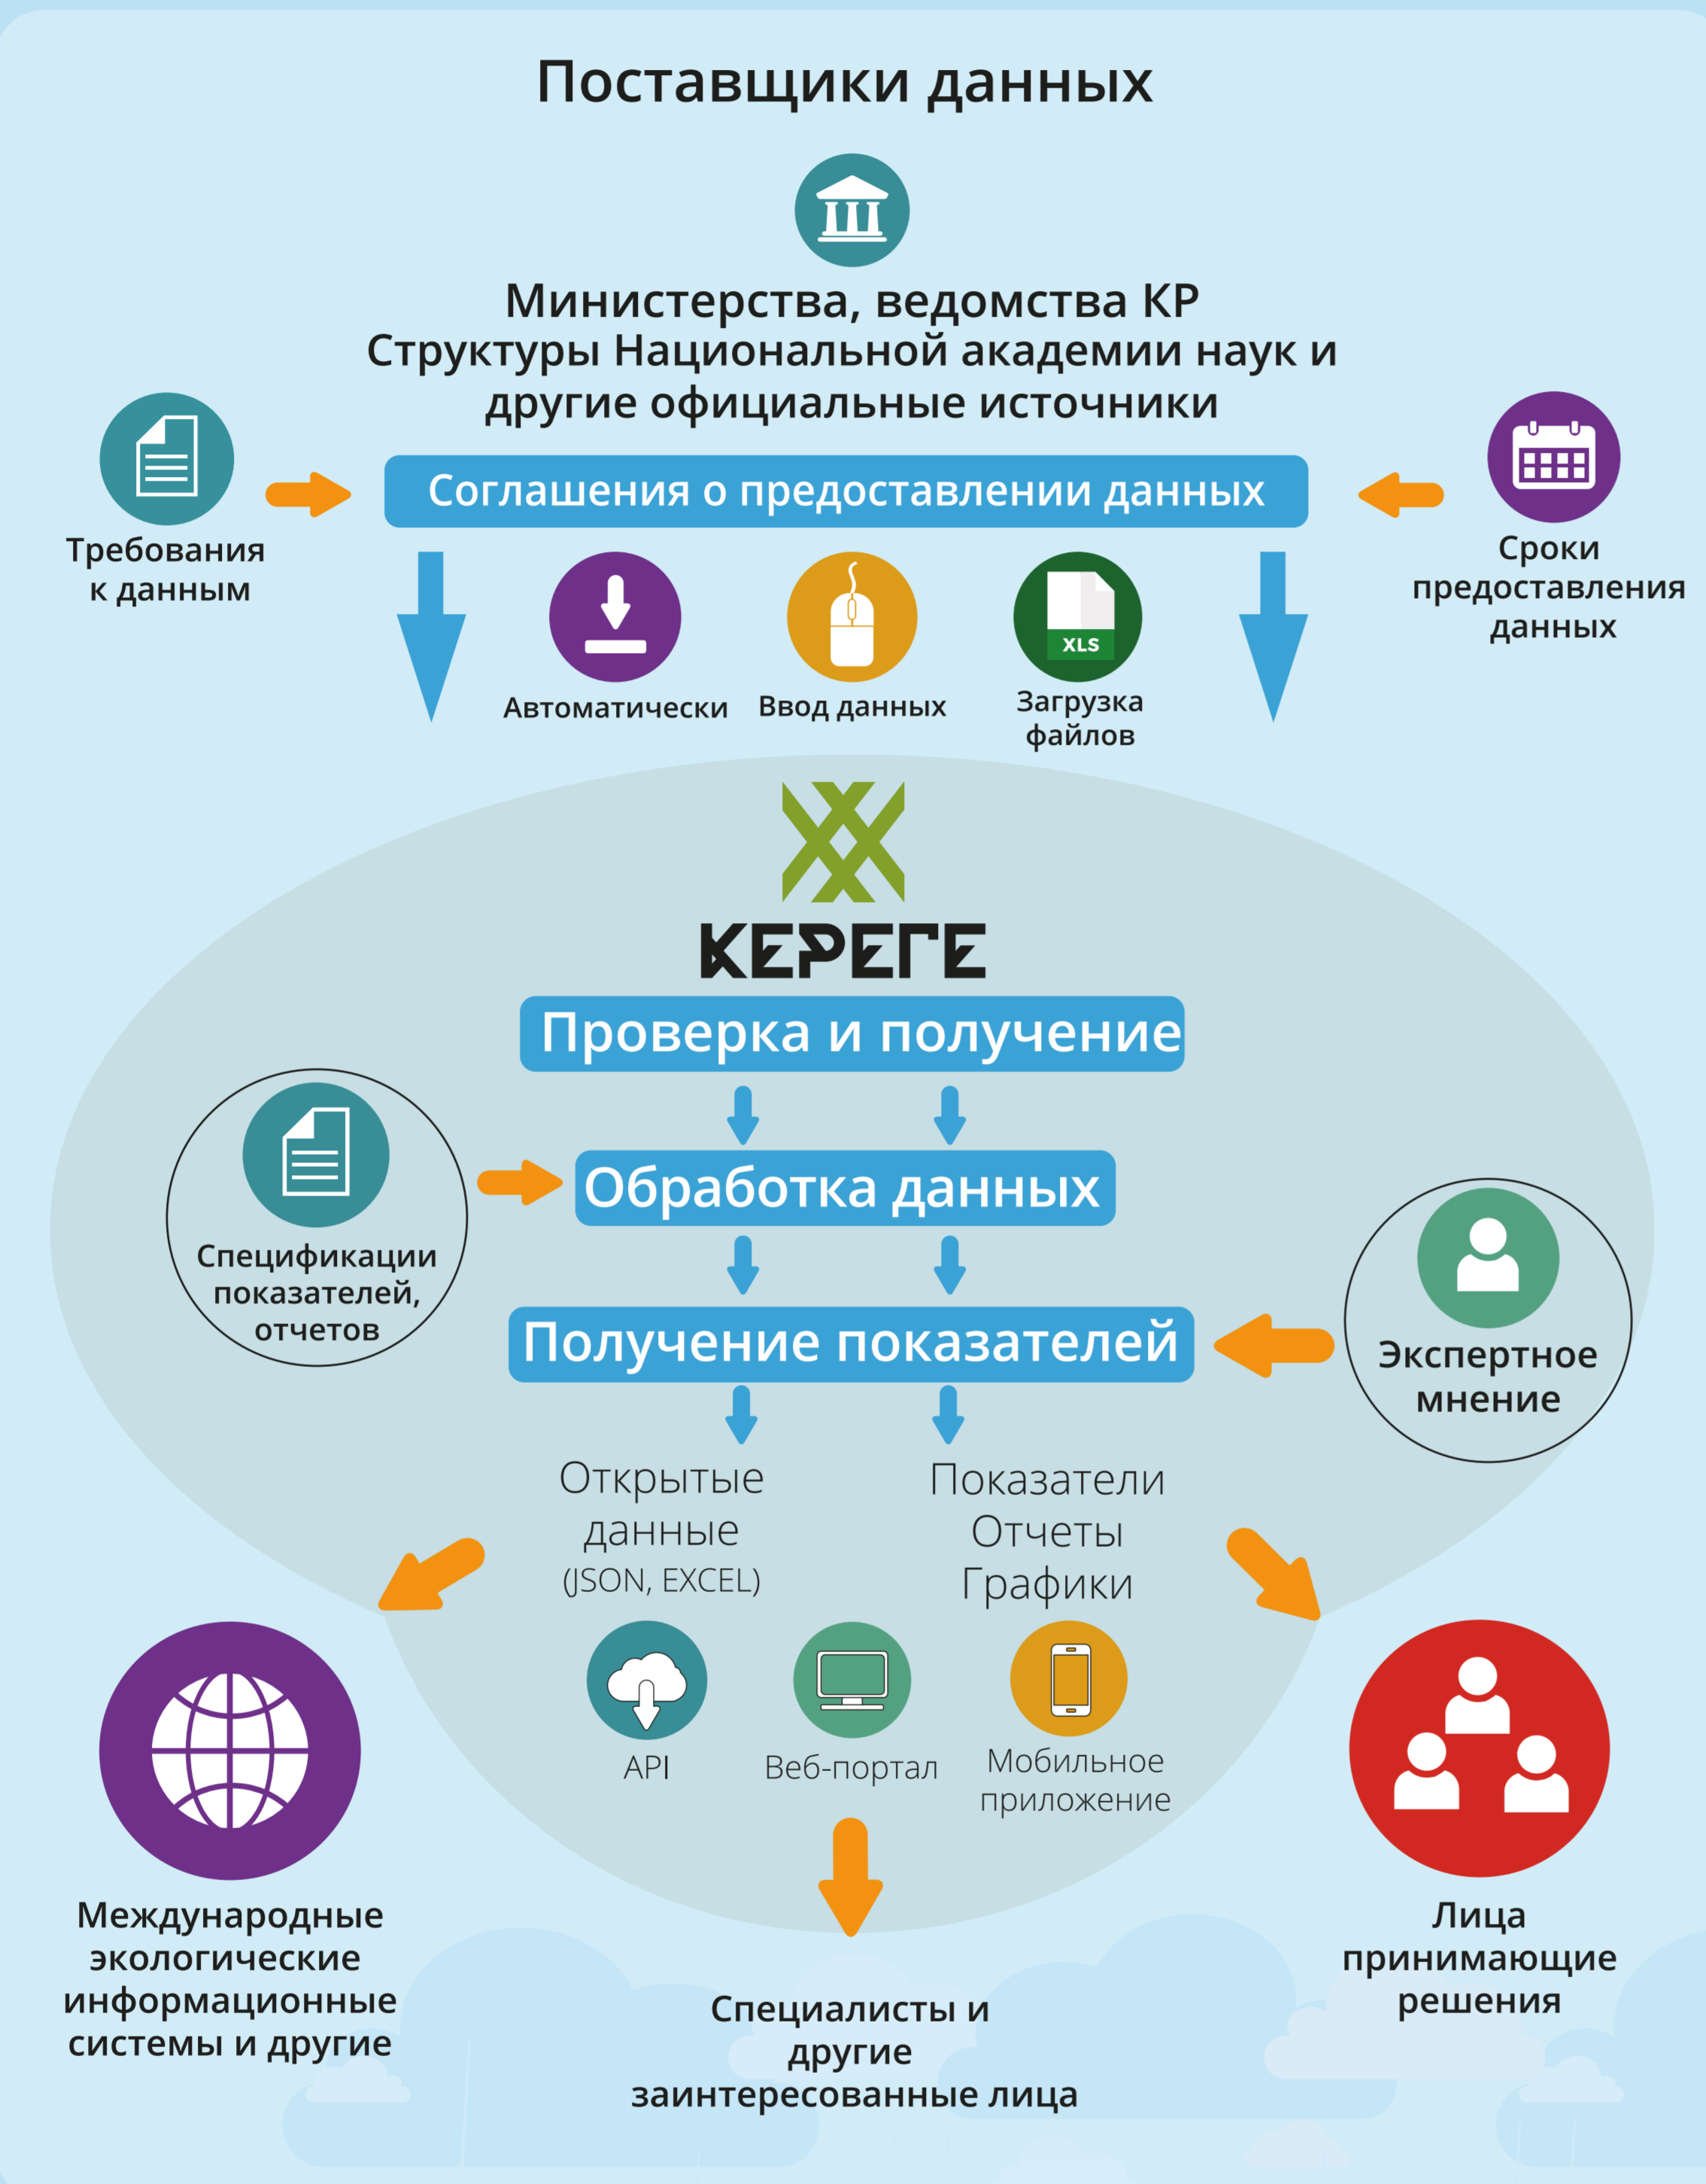 Поставщики данных
Министерства, ведомства КР
Структуры Национальной академии наук и
другие официальные источники
Соглашения о предоставлении данных
Требования
к данным
Сроки
предоставления
данных
XLS
Автоматически
Ввод данных
Загрузка
файлов
КЕРЕГЕ
Проверка и получение
Обработка данных
Спецификации
показателей,
отчетов
Получение показателей
Экспертное
мнение
Открытые
данные
(JSON, EXCEL)
Показатели
Отчеты
Графики
API
Веб-портал
Мобильное
приложение
Международные
экологические
информационные
системы и другие
Специалисты и
другие
заинтересованные лица
Лица
принимающие
решения